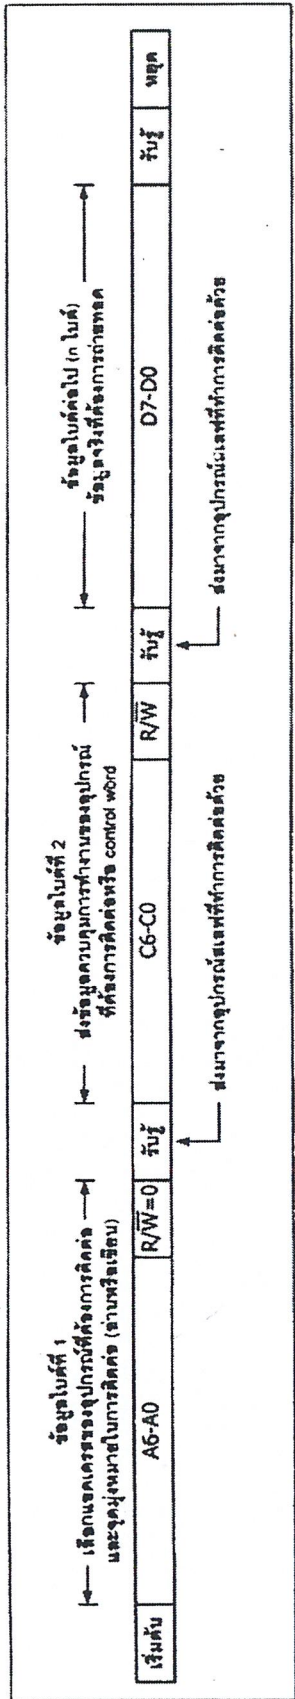 ข้อมูลไบต์ที่ 1
เลือกแอดเดรสของอุปกรณ์ที่ต้องการติดต่อ
และจุดมุ่งหมายในการติดต่อ (อ่านหรือเขียน)
ข้อมูลไบต์ที่ 2
ส่งข้อมูลควบคุมการทำงานของอุปกรณ์
ที่ต้องการติดต่อหรือ control word
ข้อมูลไบต์ต่อไป (n ไบต์)
ข้อมูลจริงที่ต้องการถ่ายทอด
เริ่มต้น A6-A0 R/W̅=0 รับรู้ C6-C0 R/W̅ รับรู้ D7-D0 รับรู้ หยุด
ส่งมาจากอุปกรณ์สเลฟที่ทำการติดต่อด้วย
ส่งมาจากอุปกรณ์สเลฟที่ทำการติดต่อด้วย